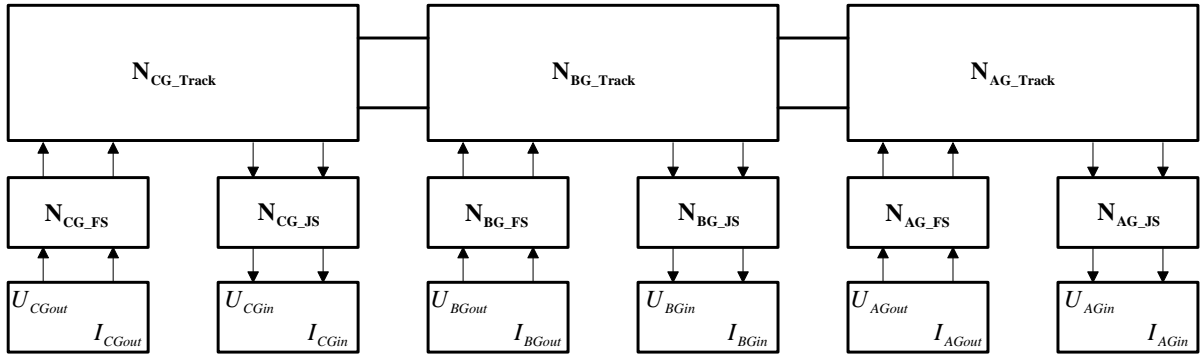 N_CG_Track N_BG_Track N_AG_Track
N_CG_FS N_CG_JS N_BG_FS N_BG_JS N_AG_FS N_AG_JS
U_CGout U_CGin U_BGout U_BGin U_AGout U_AGin
I_CGout I_CGin I_BGout I_BGin I_AGout I_AGin